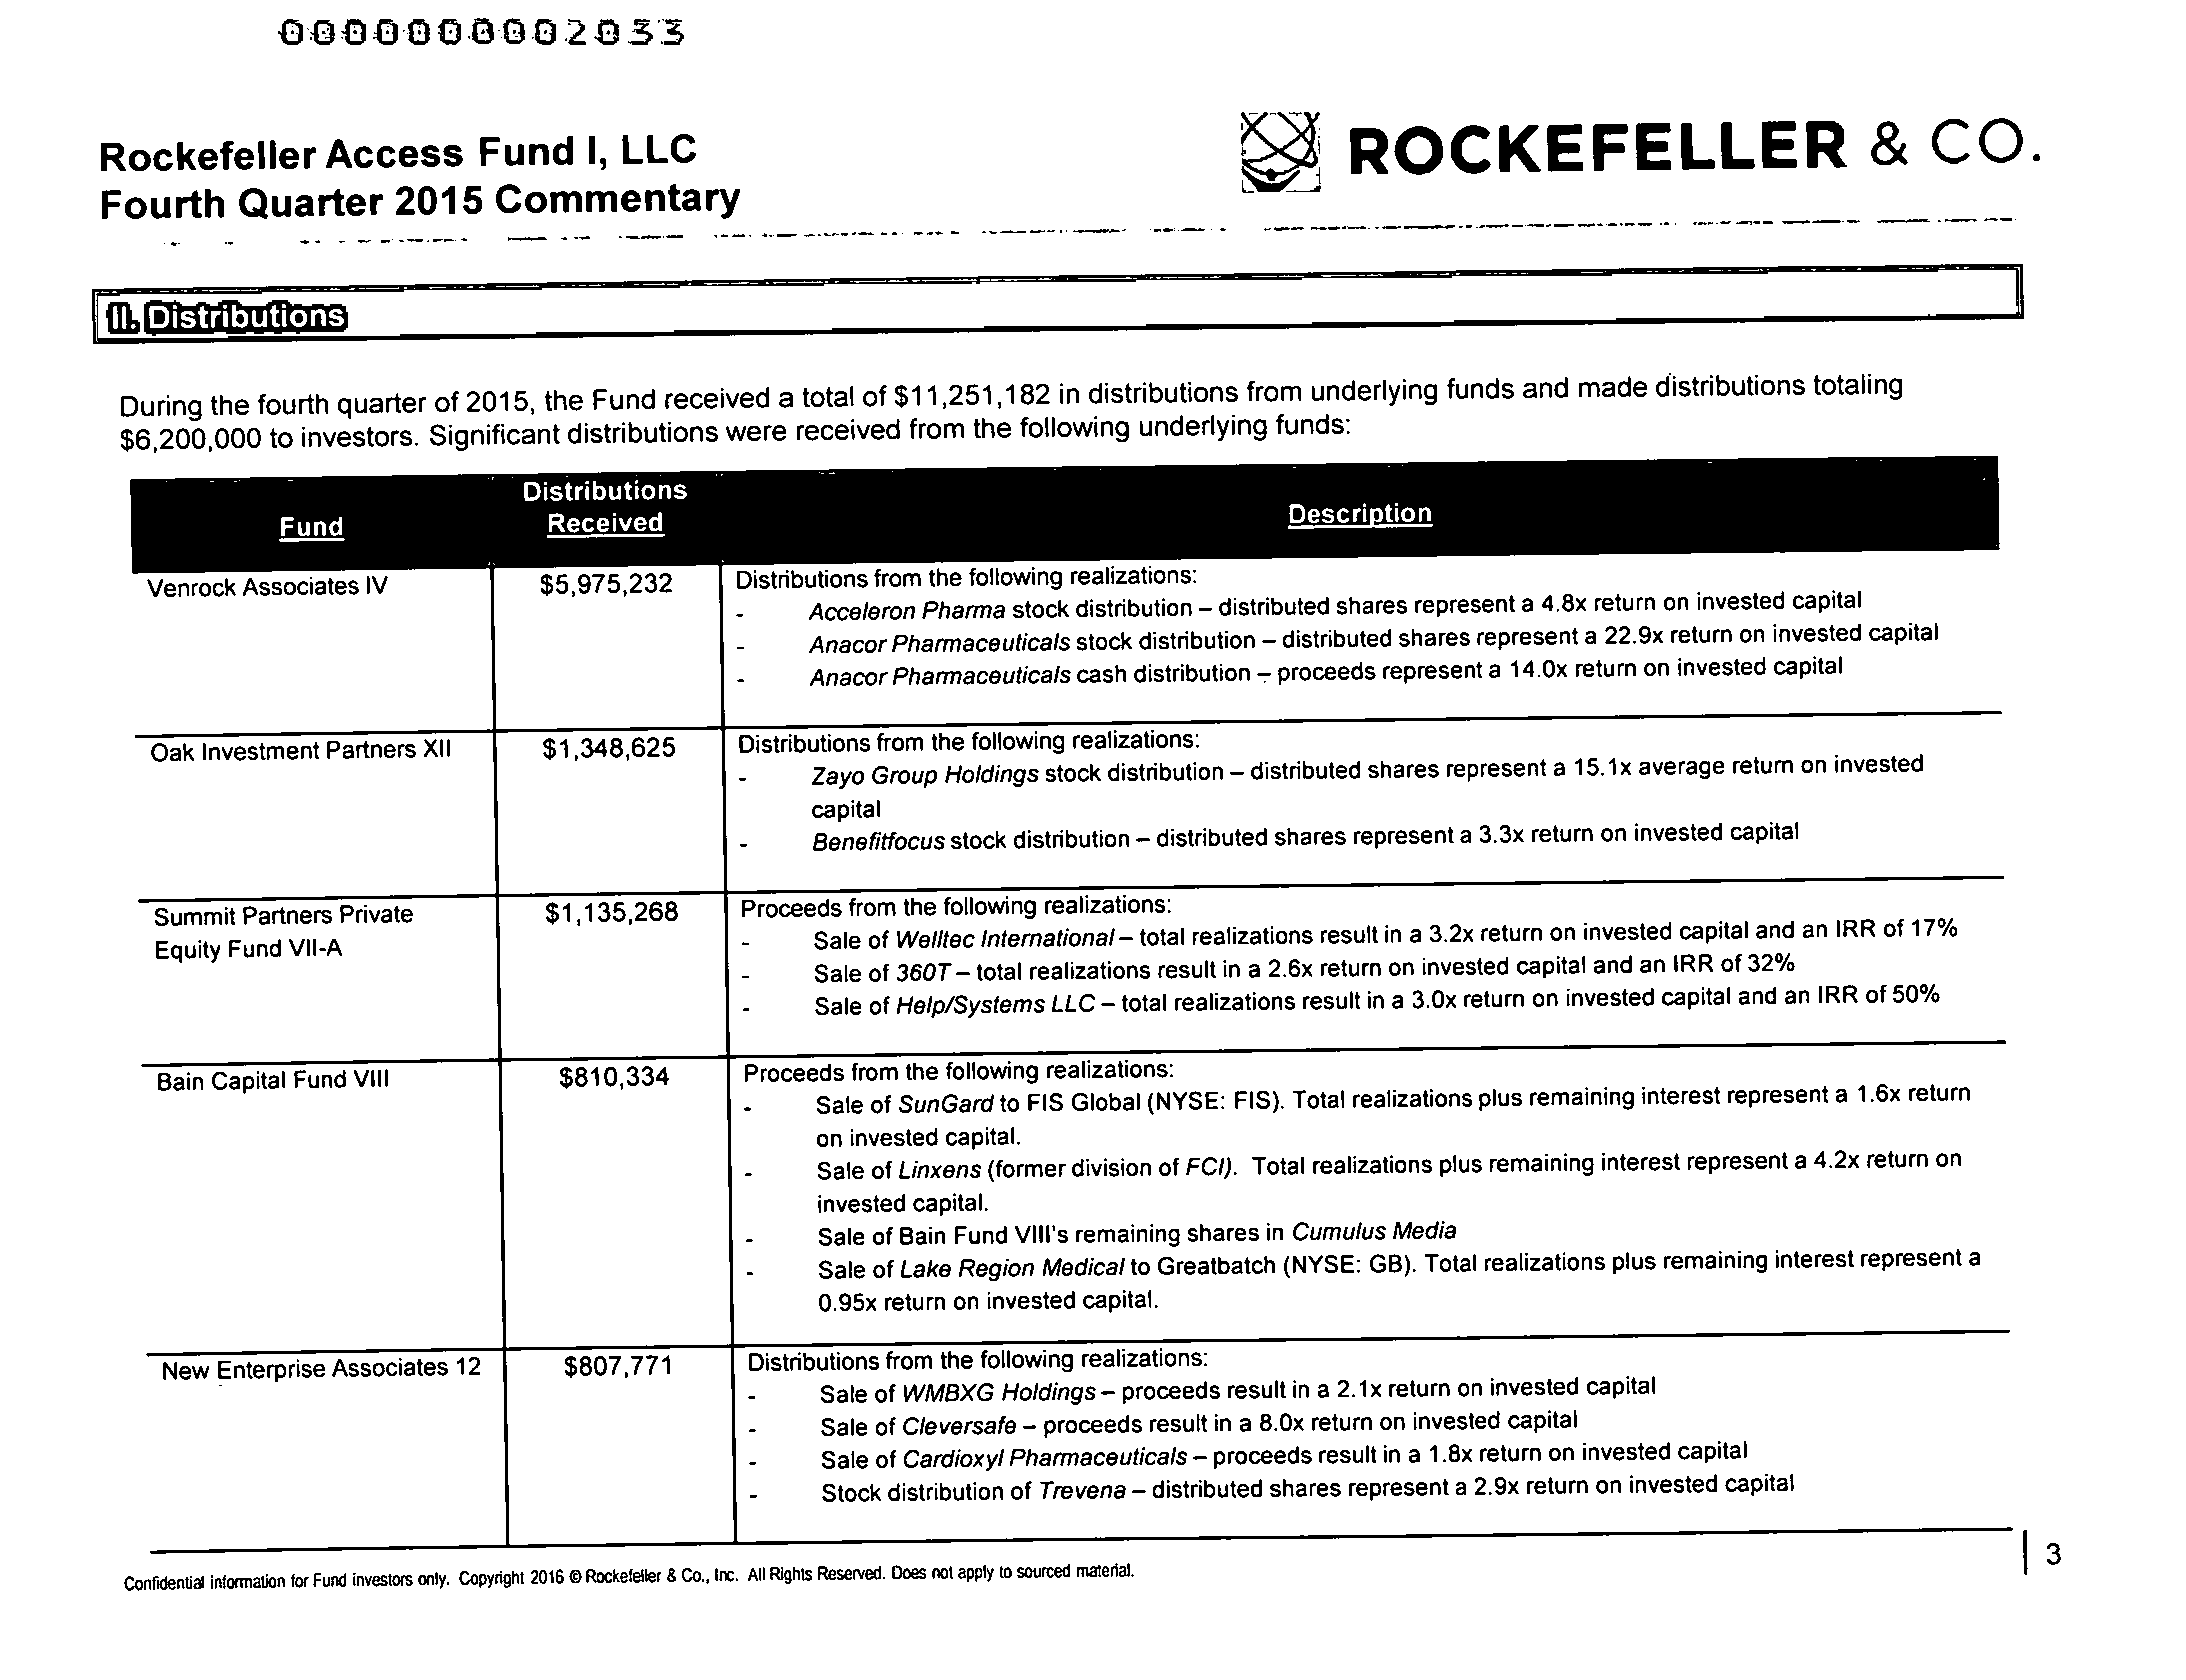 0000000002033
Rockefeller Access Fund I, LLC
ROCKEFELLER & CO.
Fourth Quarter 2015 Commentary
II. Distributions
During the fourth quarter of 2015, the Fund received a total of $11,251,182 in distributions from underlying funds and made distributions totaling
$6,200,000 to investors. Significant distributions were received from the following underlying funds:
Fund
Distributions
Received
Description
Venrock Associates IV
$5,975,232
Distributions from the following realizations:
- Acceleron Pharma stock distribution – distributed shares represent a 4.8x return on invested capital
- Anacor Pharmaceuticals stock distribution – distributed shares represent a 22.9x return on invested capital
- Anacor Pharmaceuticals cash distribution – proceeds represent a 14.0x return on invested capital
Oak Investment Partners XII
$1,348,625
Distributions from the following realizations:
- Zayo Group Holdings stock distribution – distributed shares represent a 15.1x average return on invested
capital
- Benefitfocus stock distribution – distributed shares represent a 3.3x return on invested capital
Summit Partners Private
Equity Fund VII-A
$1,135,268
Proceeds from the following realizations:
- Sale of Welltec International – total realizations result in a 3.2x return on invested capital and an IRR of 17%
- Sale of 360T – total realizations result in a 2.6x return on invested capital and an IRR of 32%
- Sale of Help/Systems LLC – total realizations result in a 3.0x return on invested capital and an IRR of 50%
Bain Capital Fund VIII
$810,334
Proceeds from the following realizations:
- Sale of SunGard to FIS Global (NYSE: FIS). Total realizations plus remaining interest represent a 1.6x return
on invested capital.
- Sale of Linxens (former division of FCI). Total realizations plus remaining interest represent a 4.2x return on
invested capital.
- Sale of Bain Fund VIII's remaining shares in Cumulus Media
- Sale of Lake Region Medical to Greatbatch (NYSE: GB). Total realizations plus remaining interest represent a
0.95x return on invested capital.
New Enterprise Associates 12
$807,771
Distributions from the following realizations:
- Sale of WMBXG Holdings – proceeds result in a 2.1x return on invested capital
- Sale of Cleversafe – proceeds result in a 8.0x return on invested capital
- Sale of Cardioxyl Pharmaceuticals – proceeds result in a 1.8x return on invested capital
- Stock distribution of Trevena – distributed shares represent a 2.9x return on invested capital
Confidential information for Fund investors only. Copyright 2016 © Rockefeller & Co., Inc. All Rights Reserved. Does not apply to sourced material.
3